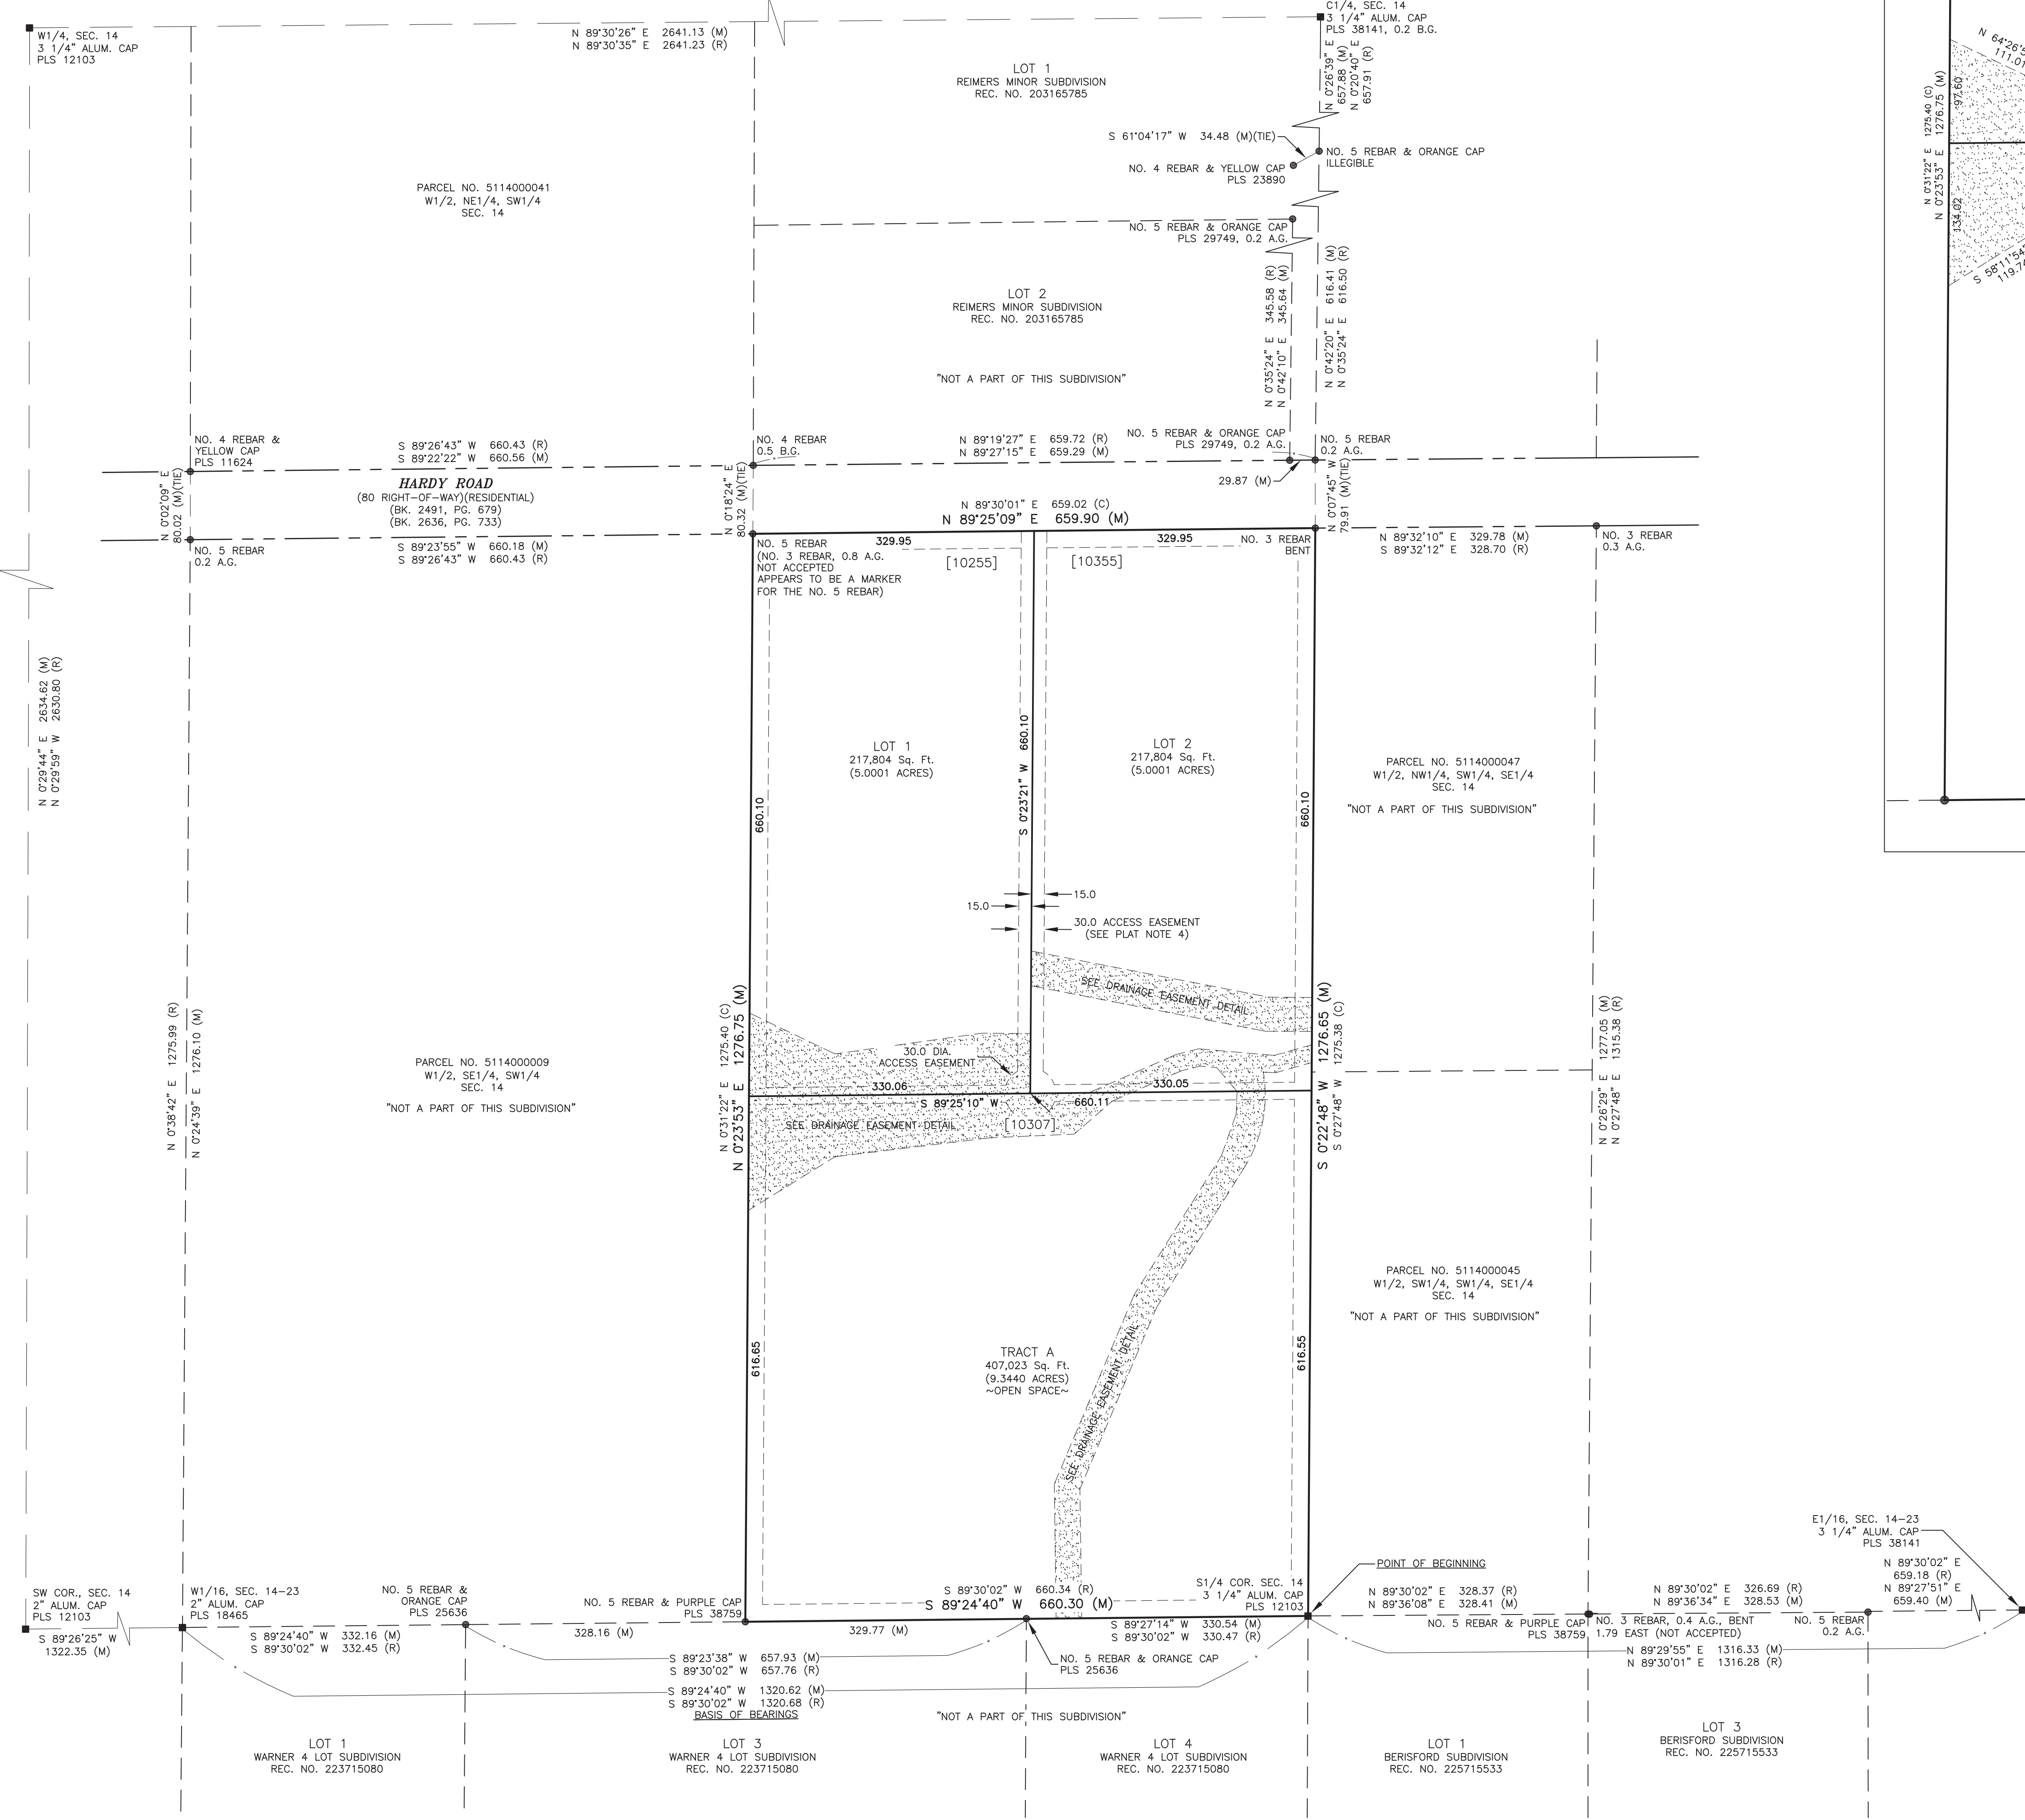 W1/4, SEC. 14
3 1/4" ALUM. CAP
PLS 12103
N 89°30'26" E 2641.13 (M)
N 89°30'35" E 2641.23 (R)
C1/4, SEC. 14
3 1/4" ALUM. CAP
PLS 38141, 0.2 B.G.
N 0°26'39" E
657.88 (M)
N 0°20'40" E
657.91 (R)
LOT 1
REIMERS MINOR SUBDIVISION
REC. NO. 203165785
S 61°04'17" W 34.48 (M)(TIE)
NO. 5 REBAR & ORANGE CAP
ILLEGIBLE
NO. 4 REBAR & YELLOW CAP
PLS 23890
PARCEL NO. 5114000041
W1/2, NE1/4, SW1/4
SEC. 14
NO. 5 REBAR & ORANGE CAP
PLS 29749, 0.2 A.G.
LOT 2
REIMERS MINOR SUBDIVISION
REC. NO. 203165785
"NOT A PART OF THIS SUBDIVISION"
N 0°35'24" E 345.58 (R)
N 0°42'10" E 345.64 (M)
N 0°42'20" E 616.41 (M)
N 0°35'24" E 616.50 (R)
N 0°31'22" E 1275.40 (C)
N 0°23'53" E 1276.75 (M)
97.60
134.02
111.01
S 58°11'54"
NO. 4 REBAR &
YELLOW CAP
PLS 11624
S 89°26'43" W 660.43 (R)
S 89°22'22" W 660.56 (M)
NO. 4 REBAR
0.5 B.G.
N 89°19'27" E 659.72 (R)
N 89°27'15" E 659.29 (M)
NO. 5 REBAR & ORANGE CAP
PLS 29749, 0.2 A.G.
NO. 5 REBAR
0.2 A.G.
29.87 (M)
HARDY ROAD
(80 RIGHT-OF-WAY)(RESIDENTIAL)
(BK. 2491, PG. 679)
(BK. 2636, PG. 733)
N 0°02'09" E
80.02 (M)(TIE)
N 0°18'24" E
80.32 (M)(TIE)
N 0°07'45" W
79.91 (M)(TIE)
N 89°30'01" E 659.02 (C)
N 89°25'09" E 659.90 (M)
NO. 5 REBAR
0.2 A.G.
S 89°23'55" W 660.18 (M)
S 89°26'43" W 660.43 (R)
NO. 5 REBAR
(NO. 3 REBAR, 0.8 A.G.
NOT ACCEPTED
APPEARS TO BE A MARKER
FOR THE NO. 5 REBAR)
329.95
329.95
[10255]
[10355]
NO. 3 REBAR
BENT
N 89°32'10" E 329.78 (M)
S 89°32'12" E 328.70 (R)
NO. 3 REBAR
0.3 A.G.
N 0°29'44" E 2634.62 (M)
N 0°29'59" W 2630.80 (R)
LOT 1
217,804 Sq. Ft.
(5.0001 ACRES)
S 0°23'21" W 660.10
LOT 2
217,804 Sq. Ft.
(5.0001 ACRES)
660.10
660.10
PARCEL NO. 5114000047
W1/2, NW1/4, SW1/4, SE1/4
SEC. 14
"NOT A PART OF THIS SUBDIVISION"
15.0
15.0
30.0 ACCESS EASEMENT
(SEE PLAT NOTE 4)
SEE DRAINAGE EASEMENT DETAIL
N 0°38'42" E 1275.99 (R)
N 0°24'39" E 1276.10 (M)
N 0°31'22" E 1275.40 (C)
N 0°23'53" E 1276.75 (M)
S 0°22'48" W 1276.65 (M)
S 0°27'48" W 1275.38 (C)
N 0°26'29" E 1277.05 (M)
N 0°27'48" E 1315.38 (R)
PARCEL NO. 5114000009
W1/2, SE1/4, SW1/4
SEC. 14
"NOT A PART OF THIS SUBDIVISION"
30.0 DIA.
ACCESS EASEMENT
330.06
330.05
S 89°25'10" W
660.11
SEE DRAINAGE EASEMENT DETAIL
[10307]
PARCEL NO. 5114000045
W1/2, SW1/4, SW1/4, SE1/4
SEC. 14
"NOT A PART OF THIS SUBDIVISION"
616.65
TRACT A
407,023 Sq. Ft.
(9.3440 ACRES)
~OPEN SPACE~
SEE DRAINAGE EASEMENT DETAIL
616.55
SW COR., SEC. 14
2" ALUM. CAP
PLS 12103
S 89°26'25" W
1322.35 (M)
W1/16, SEC. 14-23
2" ALUM. CAP
PLS 18465
NO. 5 REBAR &
ORANGE CAP
PLS 25636
NO. 5 REBAR & PURPLE CAP
PLS 38759
S 89°30'02" W 660.34 (R)
S 89°24'40" W 660.30 (M)
S1/4 COR. SEC. 14
3 1/4" ALUM. CAP
PLS 12103
POINT OF BEGINNING
N 89°30'02" E 328.37 (R)
N 89°36'08" E 328.41 (M)
N 89°30'02" E 326.69 (R)
N 89°36'34" E 328.53 (M)
E1/16, SEC. 14-23
3 1/4" ALUM. CAP
PLS 38141
N 89°30'02" E
659.18 (R)
N 89°27'51" E
659.40 (M)
S 89°24'40" W 332.16 (M)
S 89°30'02" W 332.45 (R)
328.16 (M)
329.77 (M)
S 89°27'14" W 330.54 (M)
S 89°30'02" W 330.47 (R)
NO. 5 REBAR & PURPLE CAP
PLS 38759
NO. 3 REBAR, 0.4 A.G., BENT
1.79 EAST (NOT ACCEPTED)
NO. 5 REBAR
0.2 A.G.
S 89°23'38" W 657.93 (M)
S 89°30'02" W 657.76 (R)
NO. 5 REBAR & ORANGE CAP
PLS 25636
N 89°29'55" E 1316.33 (M)
N 89°30'01" E 1316.28 (R)
S 89°24'40" W 1320.62 (M)
S 89°30'02" W 1320.68 (R)
BASIS OF BEARINGS
"NOT A PART OF THIS SUBDIVISION"
LOT 1
WARNER 4 LOT SUBDIVISION
REC. NO. 223715080
LOT 3
WARNER 4 LOT SUBDIVISION
REC. NO. 223715080
LOT 4
WARNER 4 LOT SUBDIVISION
REC. NO. 223715080
LOT 1
BERISFORD SUBDIVISION
REC. NO. 225715533
LOT 3
BERISFORD SUBDIVISION
REC. NO. 225715533